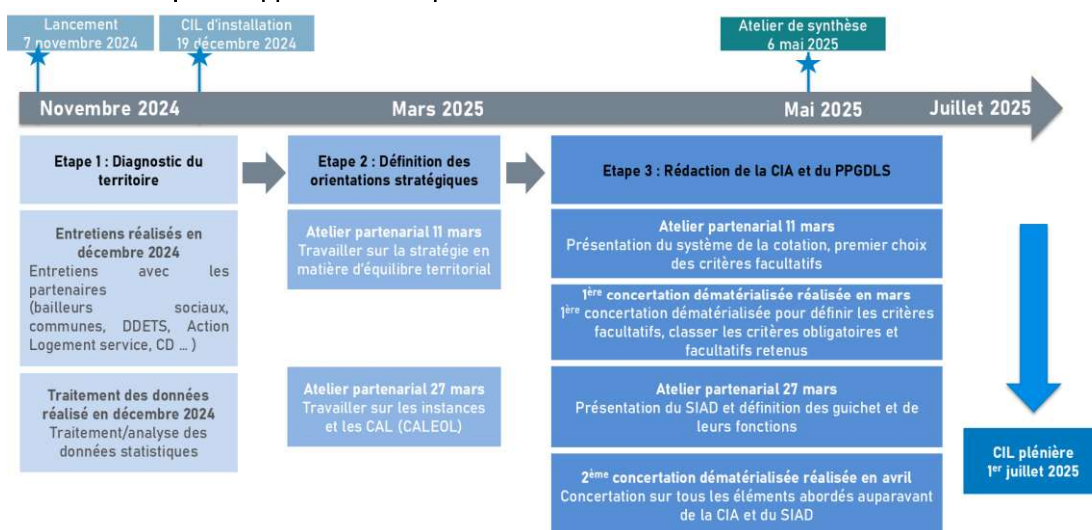 Lancement
7 novembre 2024
CIL d'installation
19 décembre 2024
Atelier de synthèse
6 mai 2025
Novembre 2024
Mars 2025
Mai 2025
Juillet 2025
Etape 1 : Diagnostic du
territoire
Entretiens réalisés en
décembre 2024
Entretiens avec les
partenaires
(bailleurs sociaux,
communes, DDETS, Action
Logement service, CD ... )
Traitement des données
réalisé en décembre 2024
Traitement/analyse des
données statistiques
Etape 2 : Définition des
orientations stratégiques
Atelier partenarial 11 mars
Travailler sur la stratégie en
matière d'équilibre territorial
Atelier partenarial 27 mars
Travailler sur les instances
et les CAL (CALEOL)
Etape 3 : Rédaction de la CIA et du PPGDLS
Atelier partenarial 11 mars
Présentation du système de la cotation, premier choix
des critères facultatifs
1ère concertation dématérialisée réalisée en mars
1ère concertation dématérialisée pour définir les critères
facultatifs, classer les critères obligatoires et
facultatifs retenus
Atelier partenarial 27 mars
Présentation du SIAD et définition des guichet et de
leurs fonctions
2ème concertation dématérialisée réalisée en avril
Concertation sur tous les éléments abordés auparavant
de la CIA et du SIAD
CIL plénière
1er juillet 2025